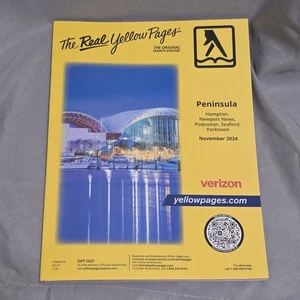 The Real Yellow Pages
THE ORIGINAL
SEARCH ENGINE
Peninsula
Hampton,
Newport News,
Poquoson, Seaford,
Yorktown
November 2024
verizon
yellowpages.com
OPT OUT